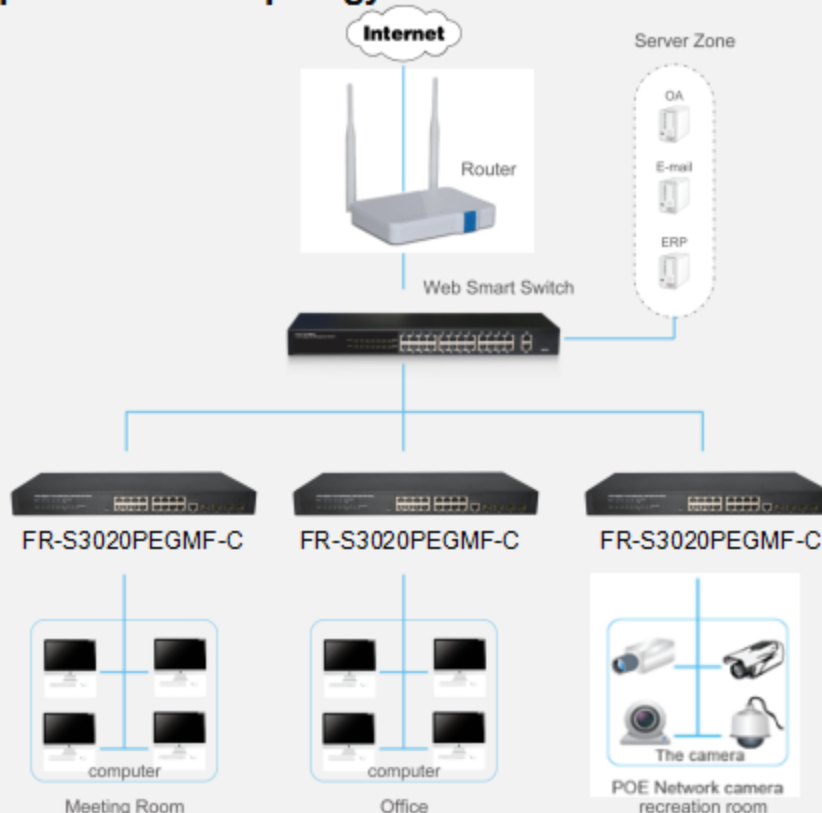 Internet
Server Zone
OA
Router
E-mail
ERP
Web Smart Switch
FR-S3020PEGMF-C
FR-S3020PEGMF-C
FR-S3020PEGMF-C
computer
computer
The camera
POE Network camera
Meeting Room
Office
recreation room